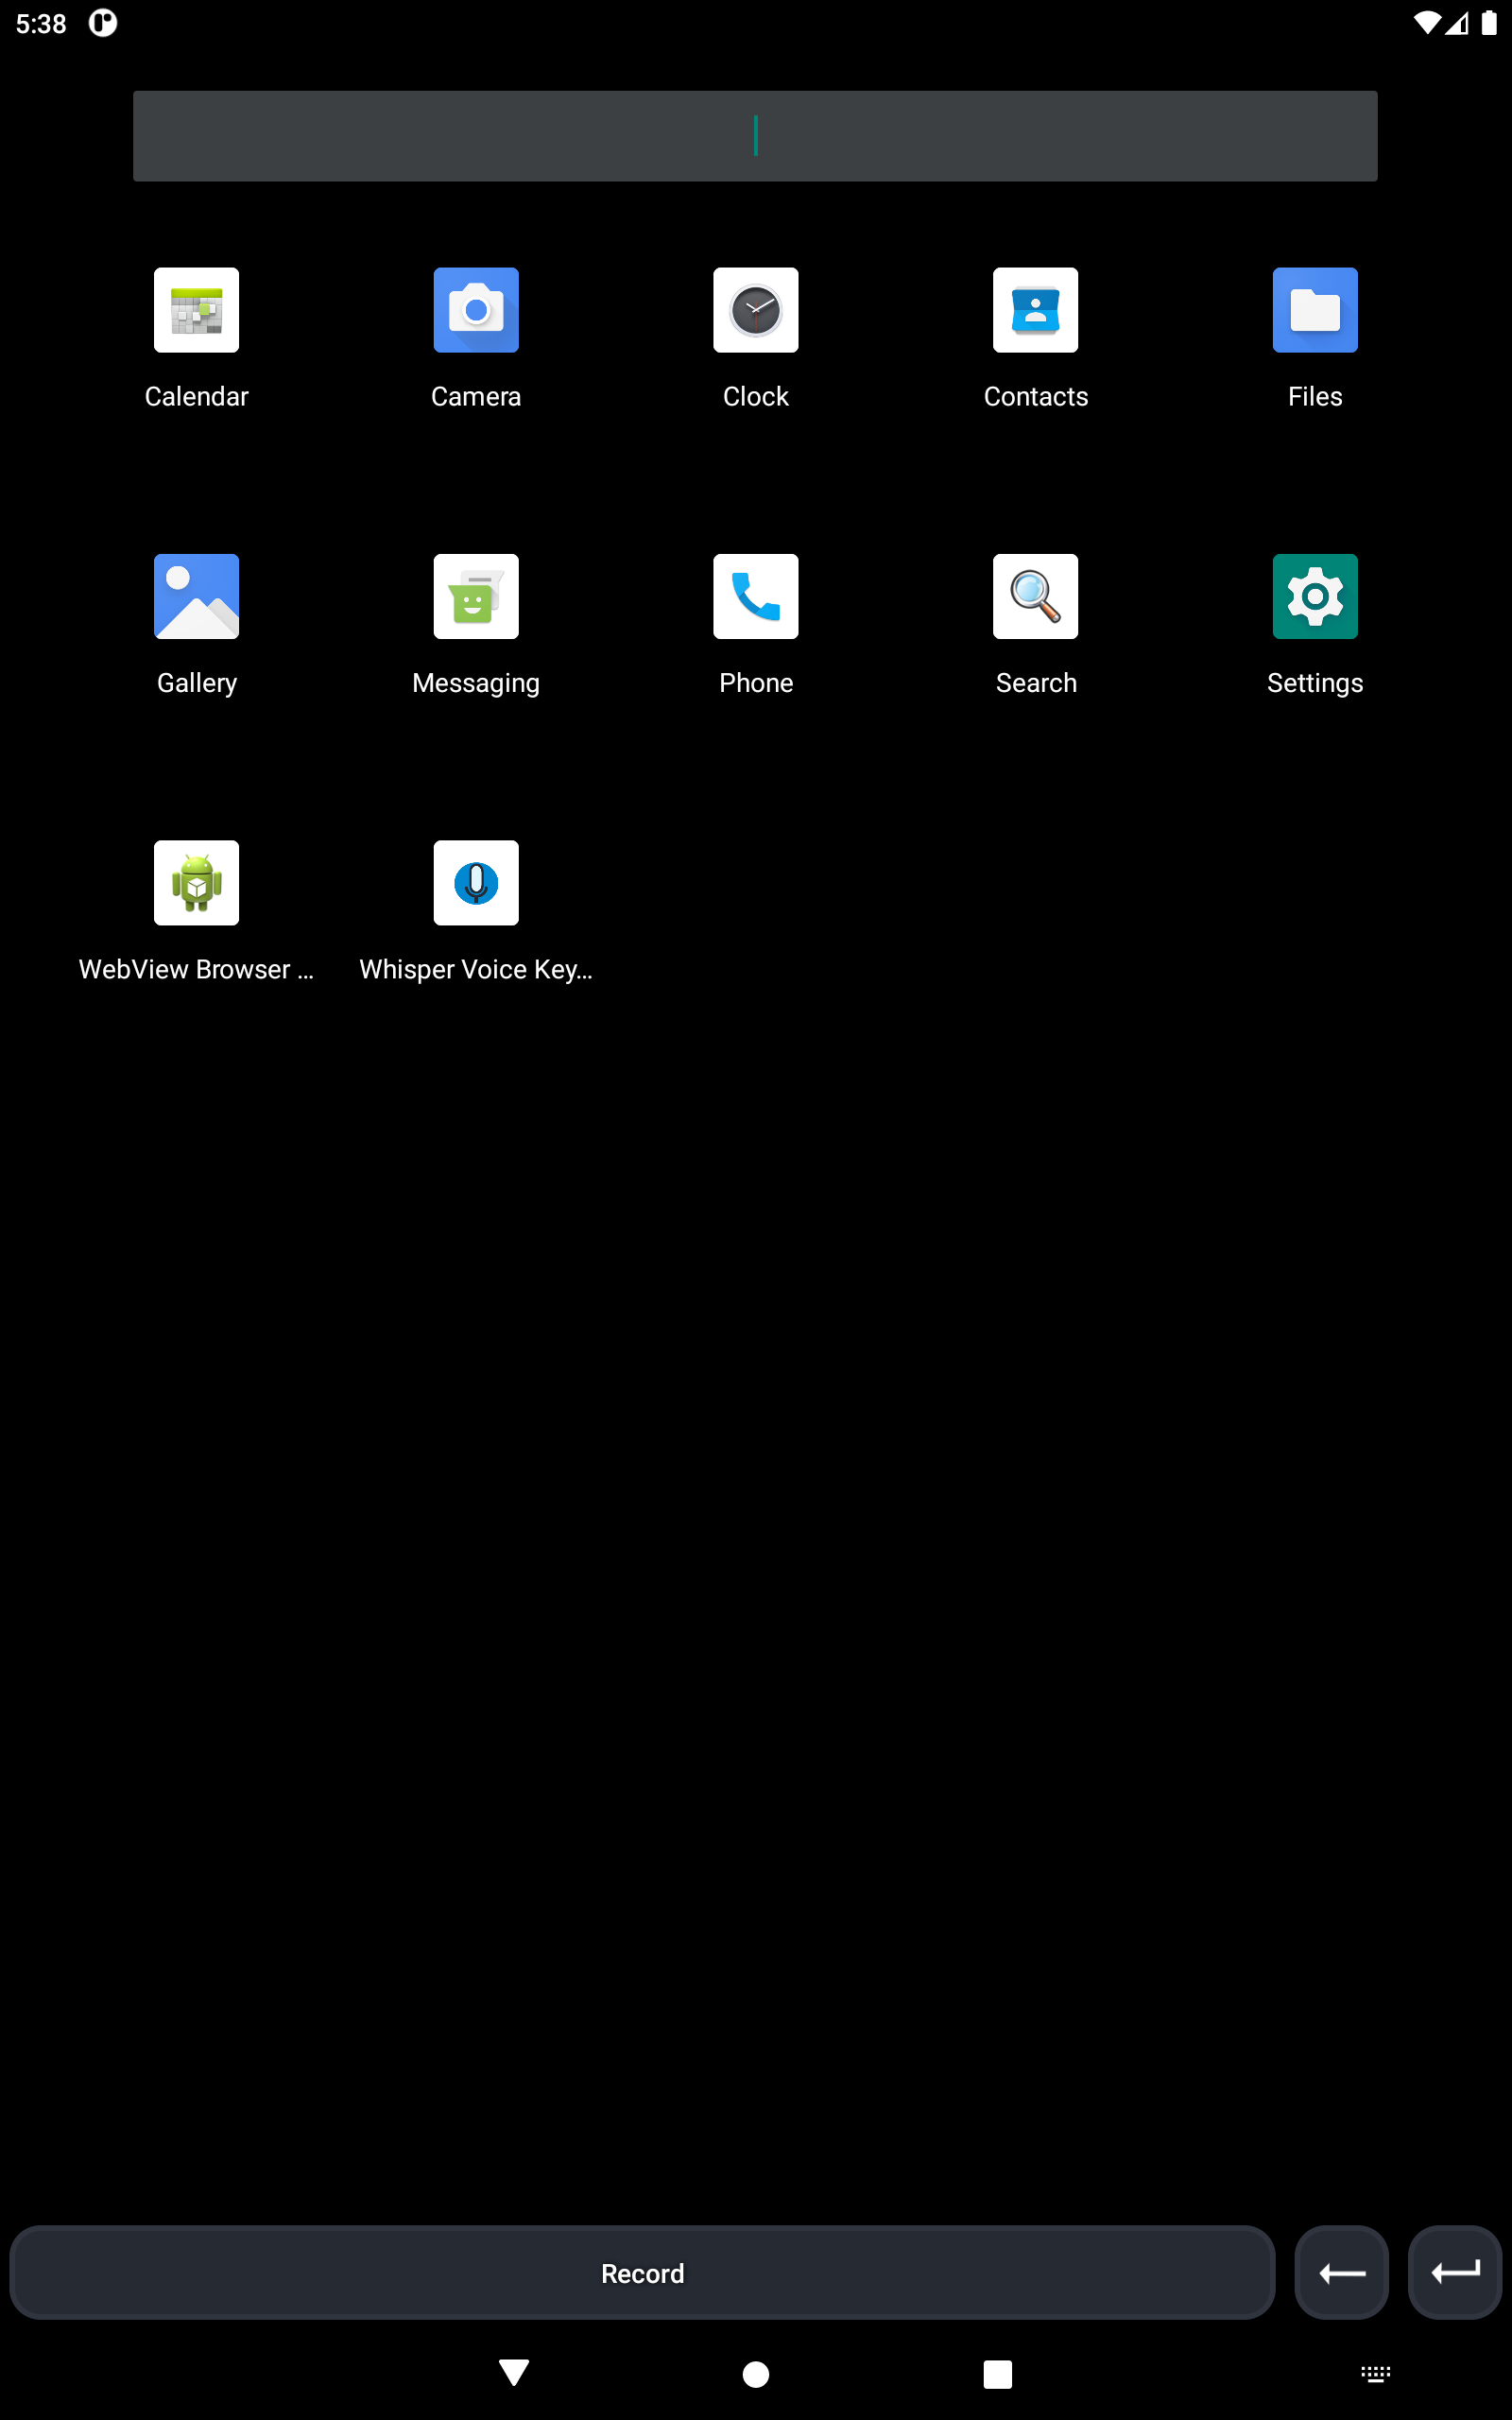 5:38
Calendar
Camera
Clock
Contacts
Files
Gallery
Messaging
Phone
Search
Settings
WebView Browser ...
Whisper Voice Key...
Record